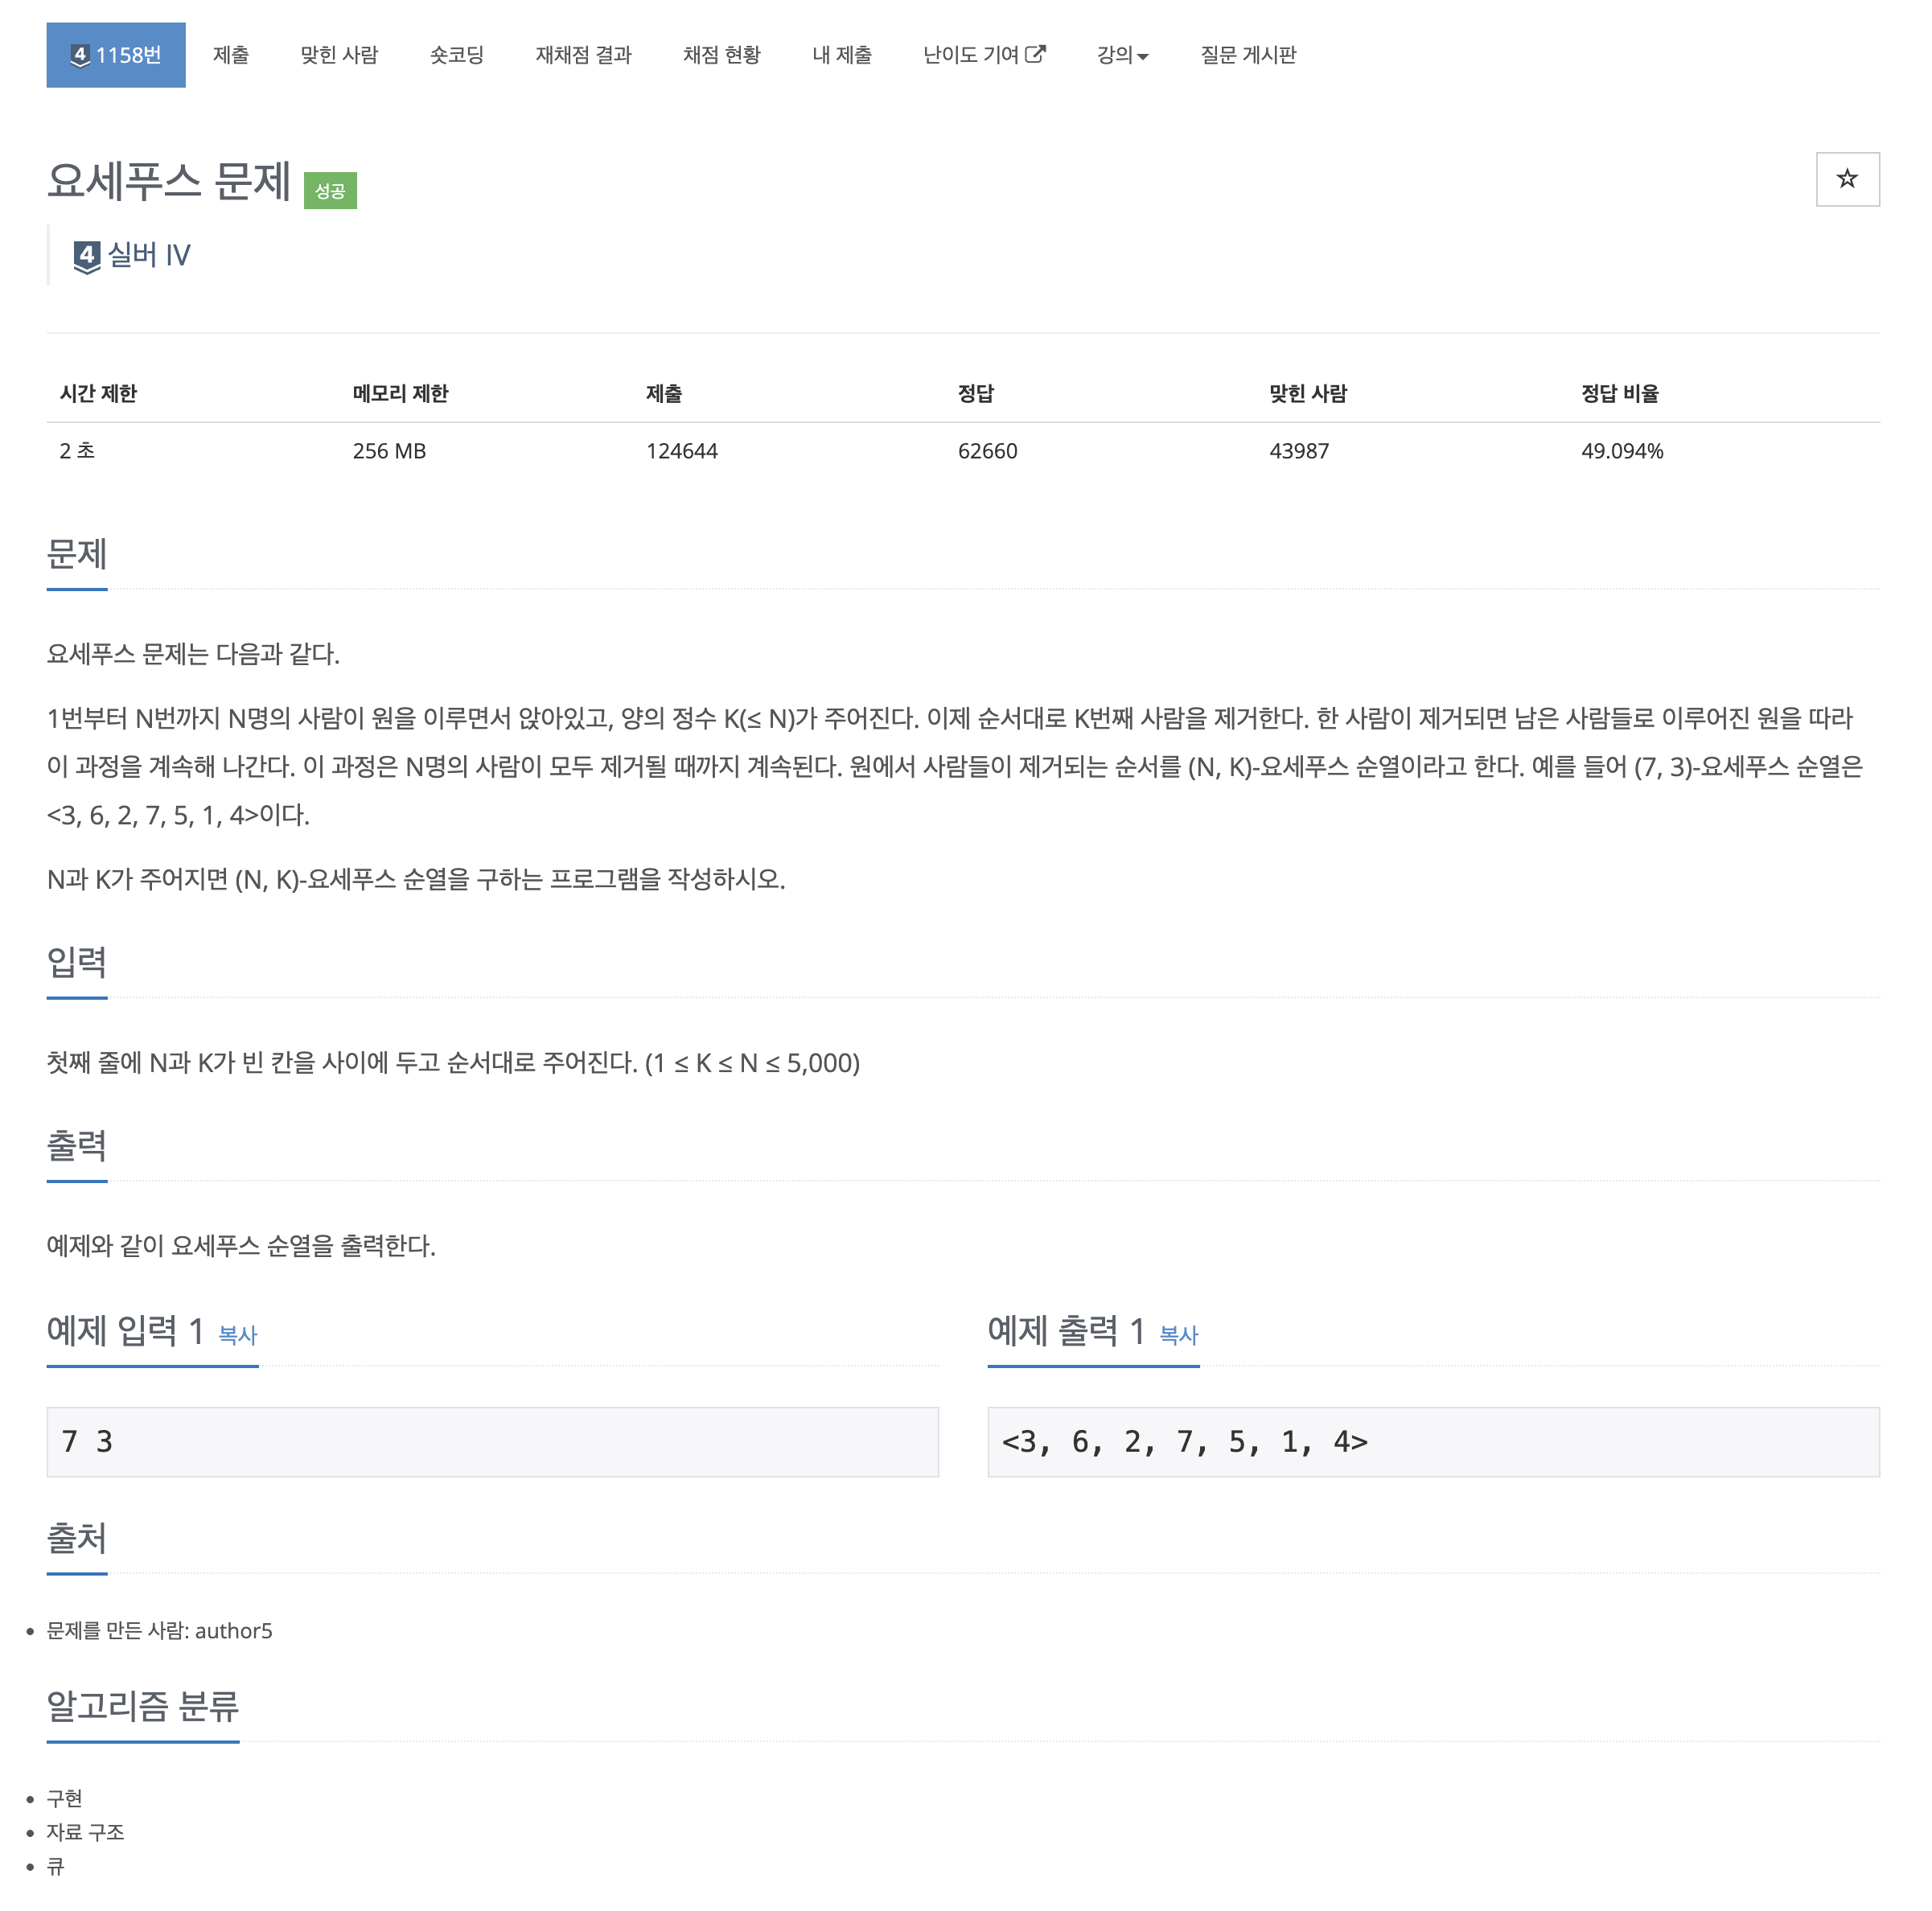 4 1158번 제출 맞힌 사람 숏코딩 재채점 결과 채점 현황 내 제출 난이도 기여 강의 질문 게시판
요세푸스 문제 성공
4 실버 IV
시간 제한 메모리 제한 제출 정답 맞힌 사람 정답 비율
2 초 256 MB 124644 62660 43987 49.094%
문제
요세푸스 문제는 다음과 같다.
1번부터 N번까지 N명의 사람이 원을 이루면서 앉아있고, 양의 정수 K(≤ N)가 주어진다. 이제 순서대로 K번째 사람을 제거한다. 한 사람이 제거되면 남은 사람들로 이루어진 원을 따라
이 과정을 계속해 나간다. 이 과정은 N명의 사람이 모두 제거될 때까지 계속된다. 원에서 사람들이 제거되는 순서를 (N, K)-요세푸스 순열이라고 한다. 예를 들어 (7, 3)-요세푸스 순열은
<3, 6, 2, 7, 5, 1, 4>이다.
N과 K가 주어지면 (N, K)-요세푸스 순열을 구하는 프로그램을 작성하시오.
입력
첫째 줄에 N과 K가 빈 칸을 사이에 두고 순서대로 주어진다. (1 ≤ K ≤ N ≤ 5,000)
출력
예제와 같이 요세푸스 순열을 출력한다.
예제 입력 1 복사 예제 출력 1 복사
7 3 <3, 6, 2, 7, 5, 1, 4>
출처
• 문제를 만든 사람: author5
알고리즘 분류
• 구현
• 자료 구조
• 큐